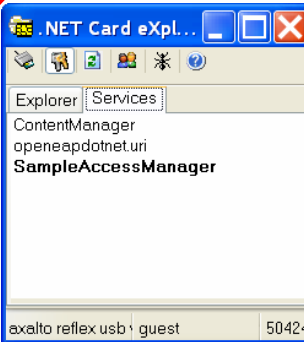 .NET Card eXpl...
Explorer Services
ContentManager
openeapdotnet.uri
SampleAccessManager
axalto reflex usb guest 50424